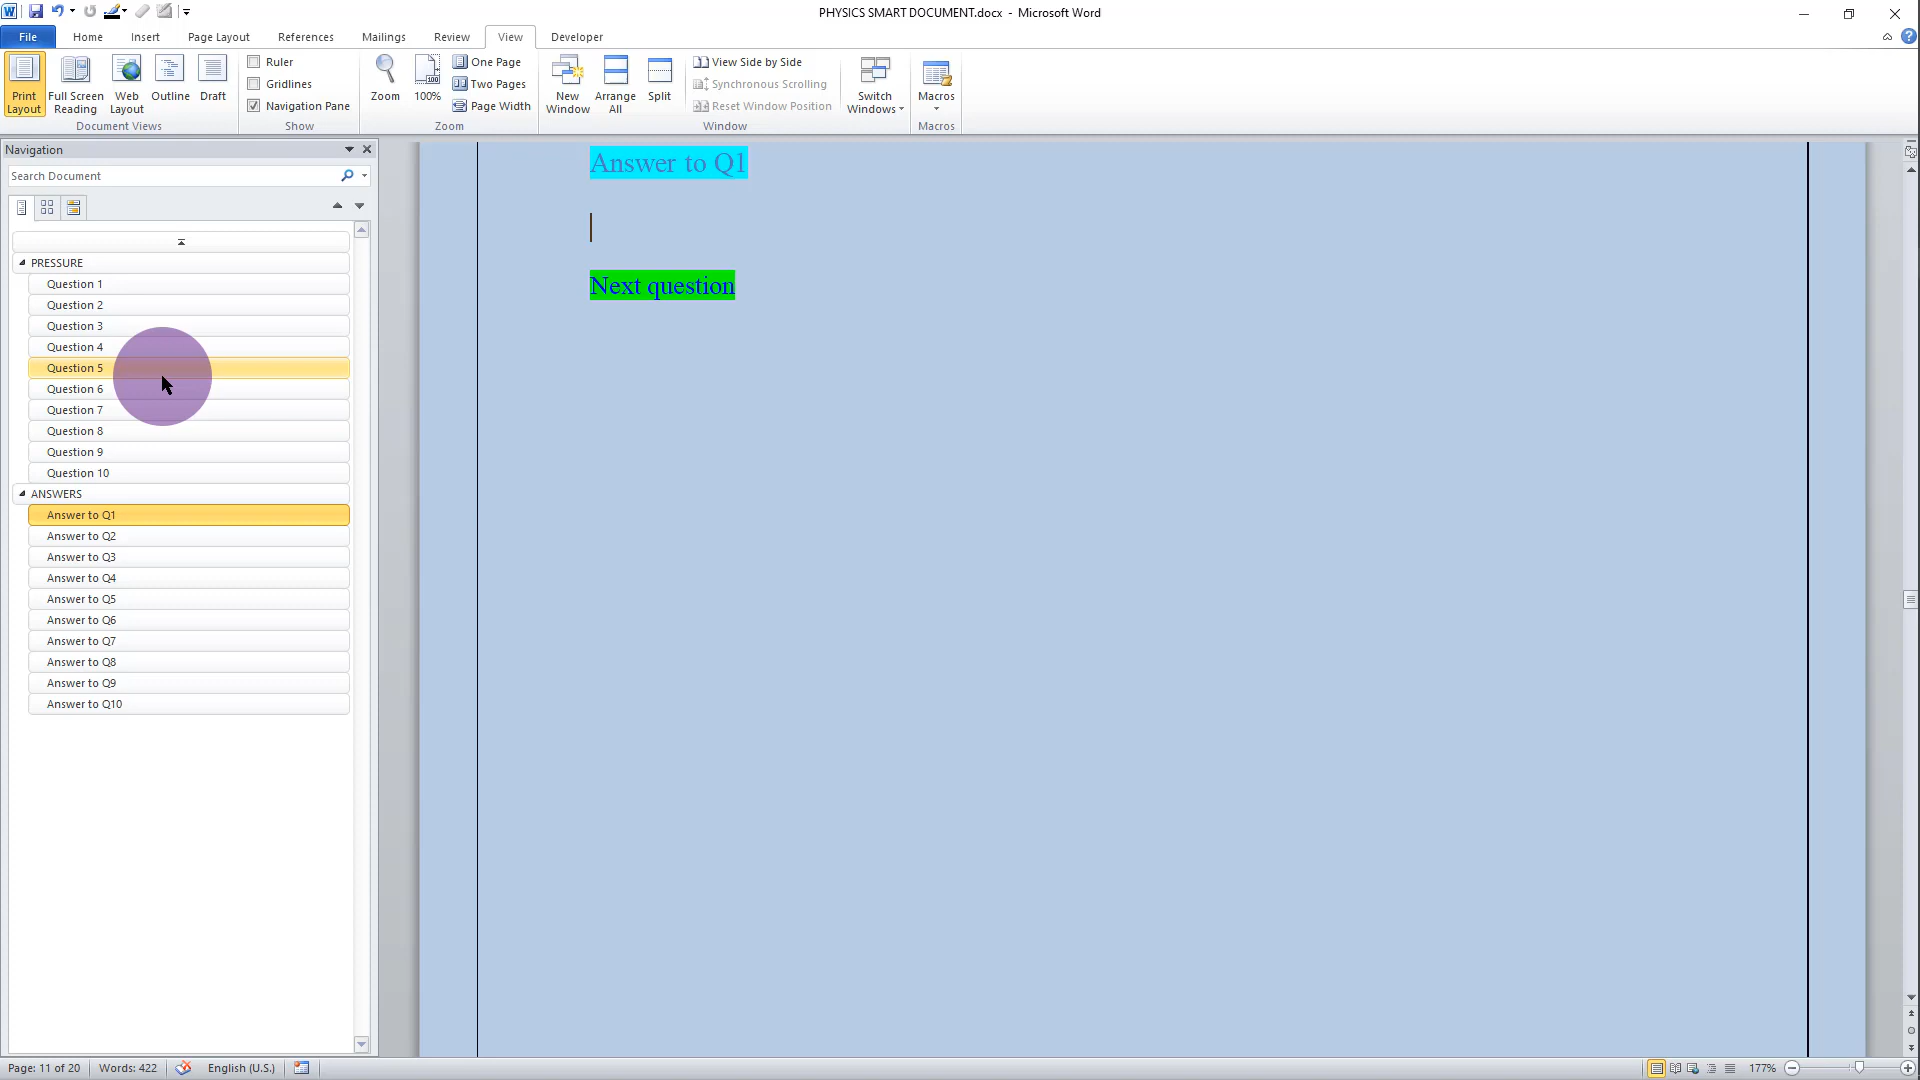 PHYSICS SMART DOCUMENT.docx - Microsoft Word
File Home Insert Page Layout References Mailings Review View Developer
Print Layout
Full Screen Reading
Web Layout
Outline
Draft
Document Views
Ruler
Gridlines
Navigation Pane
Show
Zoom
100%
One Page
Two Pages
Page Width
Zoom
New Window
Arrange All
Split
View Side by Side
Synchronous Scrolling
Reset Window Position
Window
Switch Windows
Macros
Macros
Navigation
Search Document
PRESSURE
Question 1
Question 2
Question 3
Question 4
Question 5
Question 6
Question 7
Question 8
Question 9
Question 10
ANSWERS
Answer to Q1
Answer to Q2
Answer to Q3
Answer to Q4
Answer to Q5
Answer to Q6
Answer to Q7
Answer to Q8
Answer to Q9
Answer to Q10
Answer to Q1
Next question
Page: 11 of 20 Words: 422 English (U.S.) 177%